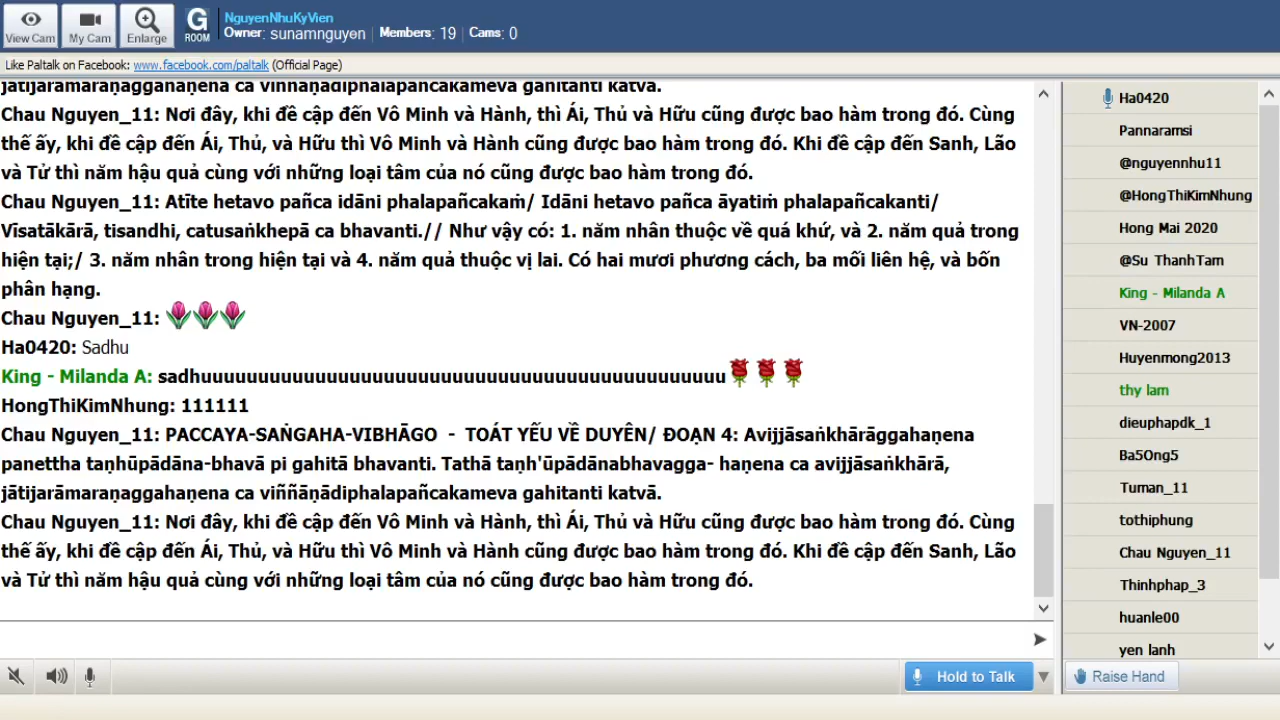 View Cam
My Cam
Enlarge
G
ROOM
NguyenNhuKyVien
Owner: sunamnguyen | Members: 19 | Cams: 0
Like Paltalk on Facebook: www.facebook.com/paltalk (Official Page)
jātijarāmaraṇaggahaṇena ca viññāṇādiphalapañcakameva gahitanti katvā.
Chau Nguyen_11: Nơi đây, khi đề cập đến Vô Minh và Hành, thì Ái, Thủ và Hữu cũng được bao hàm trong đó. Cùng
thế ấy, khi đề cập đến Ái, Thủ, và Hữu thì Vô Minh và Hành cũng được bao hàm trong đó. Khi đề cập đến Sanh, Lão
và Tử thì năm hậu quả cùng với những loại tâm của nó cũng được bao hàm trong đó.
Chau Nguyen_11: Atīte hetavo pañca idāni phalapañcakaṁ/ Idāni hetavo pañca āyatiṁ phalapañcakanti/
Vīsatākārā, tisandhi, catusaṅkhepā ca bhavanti.// Như vậy có: 1. năm nhân thuộc về quá khứ, và 2. năm quả trong
hiện tại;/ 3. năm nhân trong hiện tại và 4. năm quả thuộc vị lai. Có hai mươi phương cách, ba mối liên hệ, và bốn
phân hạng.
Chau Nguyen_11:
Ha0420: Sadhu
King - Milanda A: sadhuuuuuuuuuuuuuuuuuuuuuuuuuuuuuuuuuuuuuuuuuuuuuu
HongThiKimNhung: 111111
Chau Nguyen_11: PACCAYA-SAṄGAHA-VIBHĀGO - TOÁT YẾU VỀ DUYÊN/ ĐOẠN 4: Avijjāsaṅkhārāggahaṇena
panettha taṇhūpādāna-bhavā pi gahitā bhavanti. Tathā taṇh'ūpādānabhavagga- haṇena ca avijjāsaṅkhārā,
jātijarāmaraṇaggahaṇena ca viññāṇādiphalapañcakameva gahitanti katvā.
Chau Nguyen_11: Nơi đây, khi đề cập đến Vô Minh và Hành, thì Ái, Thủ và Hữu cũng được bao hàm trong đó. Cùng
thế ấy, khi đề cập đến Ái, Thủ, và Hữu thì Vô Minh và Hành cũng được bao hàm trong đó. Khi đề cập đến Sanh, Lão
và Tử thì năm hậu quả cùng với những loại tâm của nó cũng được bao hàm trong đó.
Hold to Talk
Ha0420
Pannaramsi
@nguyennhu11
@HongThiKimNhung
Hong Mai 2020
@Su ThanhTam
King - Milanda A
VN-2007
Huyenmong2013
thy lam
dieuphapdk_1
Ba5Ong5
Tuman_11
tothiphung
Chau Nguyen_11
Thinhphap_3
huanle00
yen lanh
Raise Hand